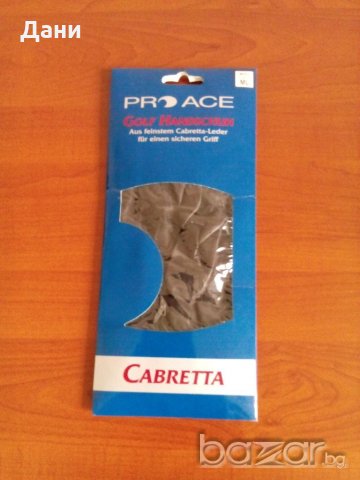 Дани
PRO ACE
GOLF HANDSCHUH
Aus feinstem Cabretta-Leder
für einen sicheren Griff
CABRETTA
bazar.bg